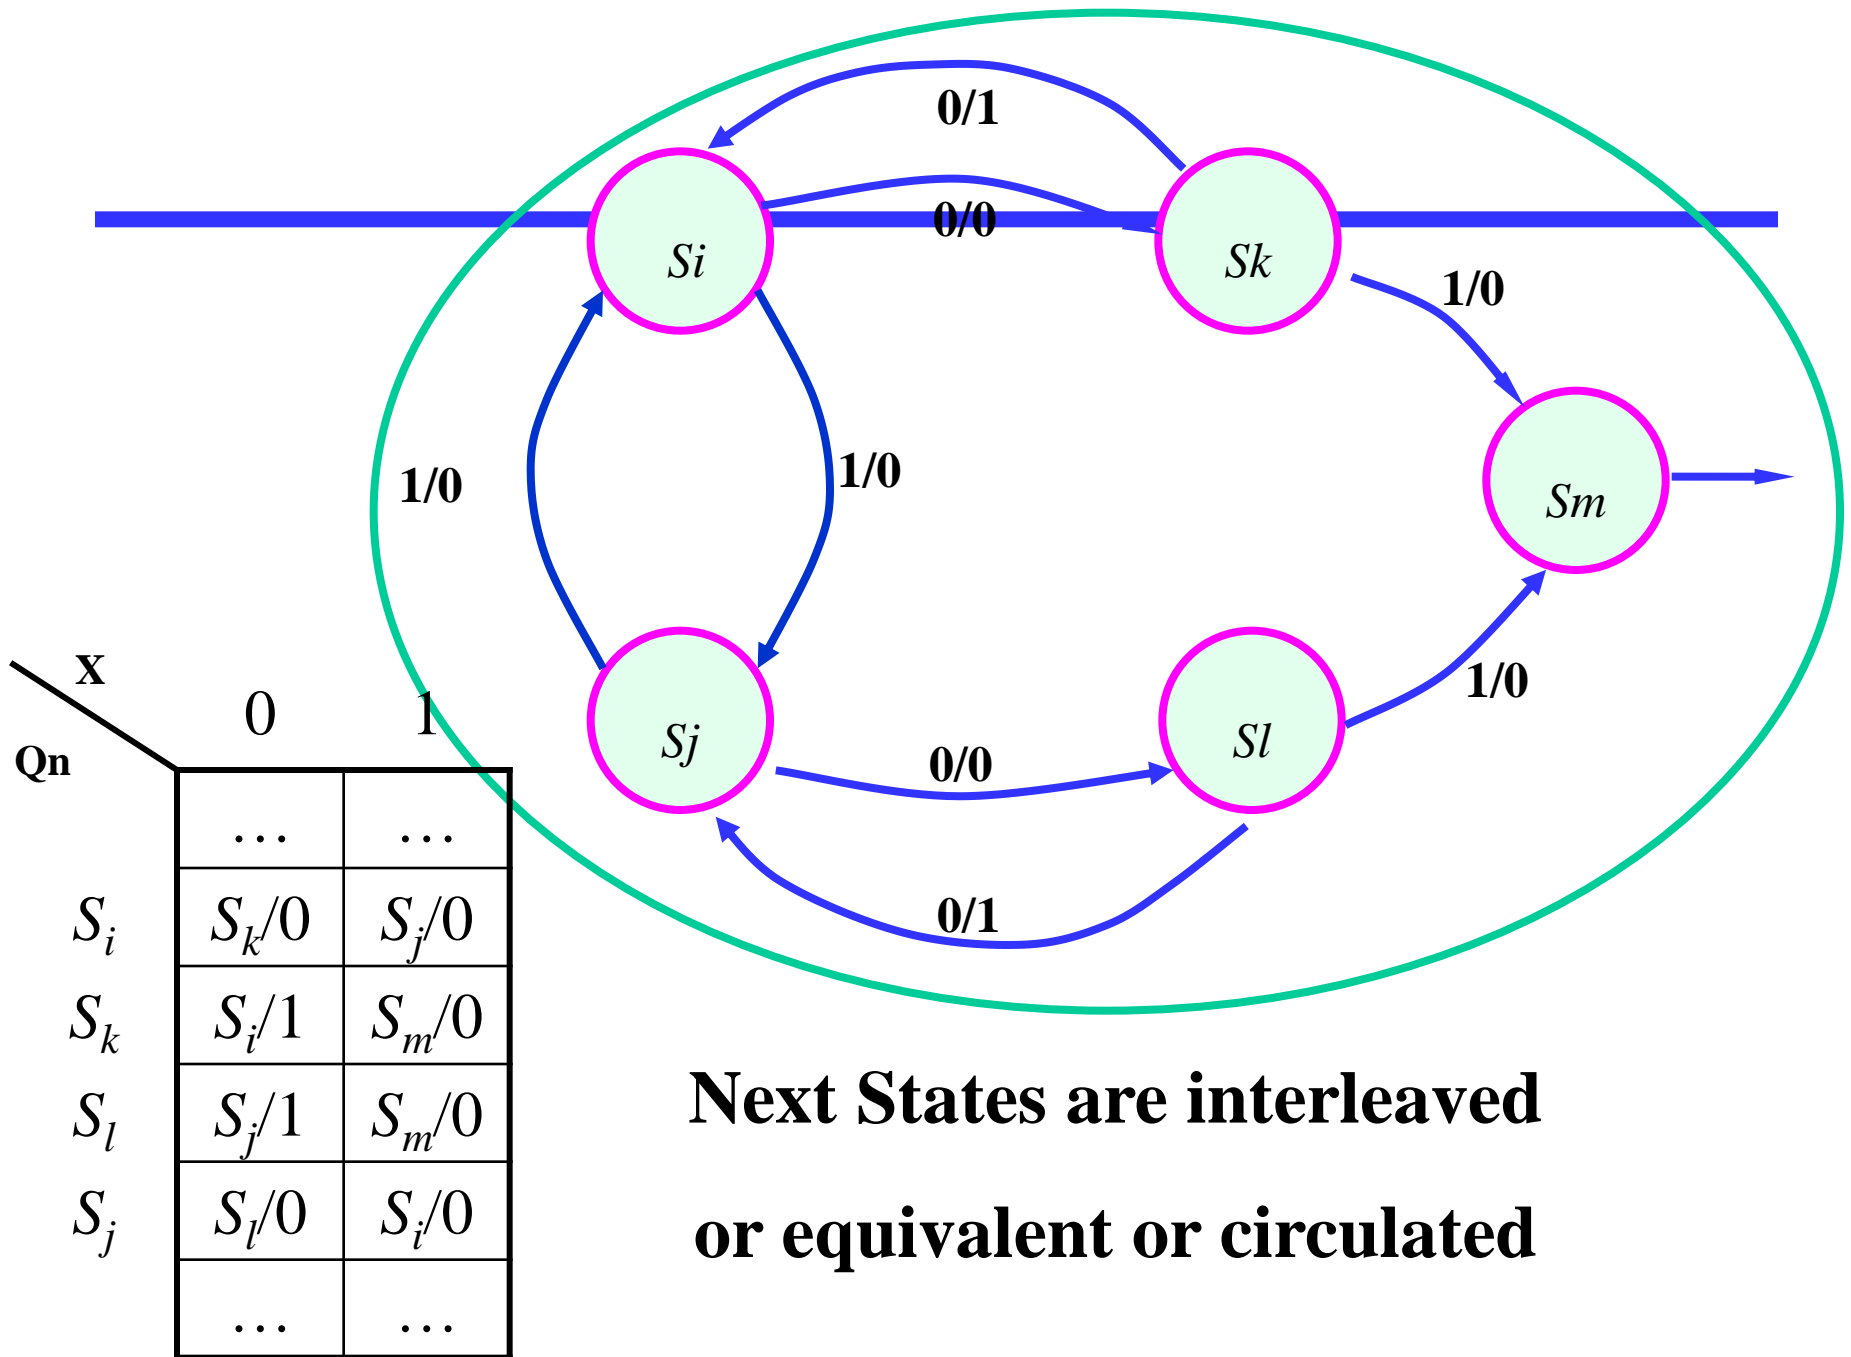 0/1
0/0
Si
Sk
1/0
Sm
1/0
1/0
Sj
Sl
0/0
1/0
0/1
X
0 1
Qn
… …
Si Sk/0 Sj/0
Sk Si/1 Sm/0
Sl Sj/1 Sm/0
Sj Sl/0 Si/0
… …
Next States are interleaved
or equivalent or circulated